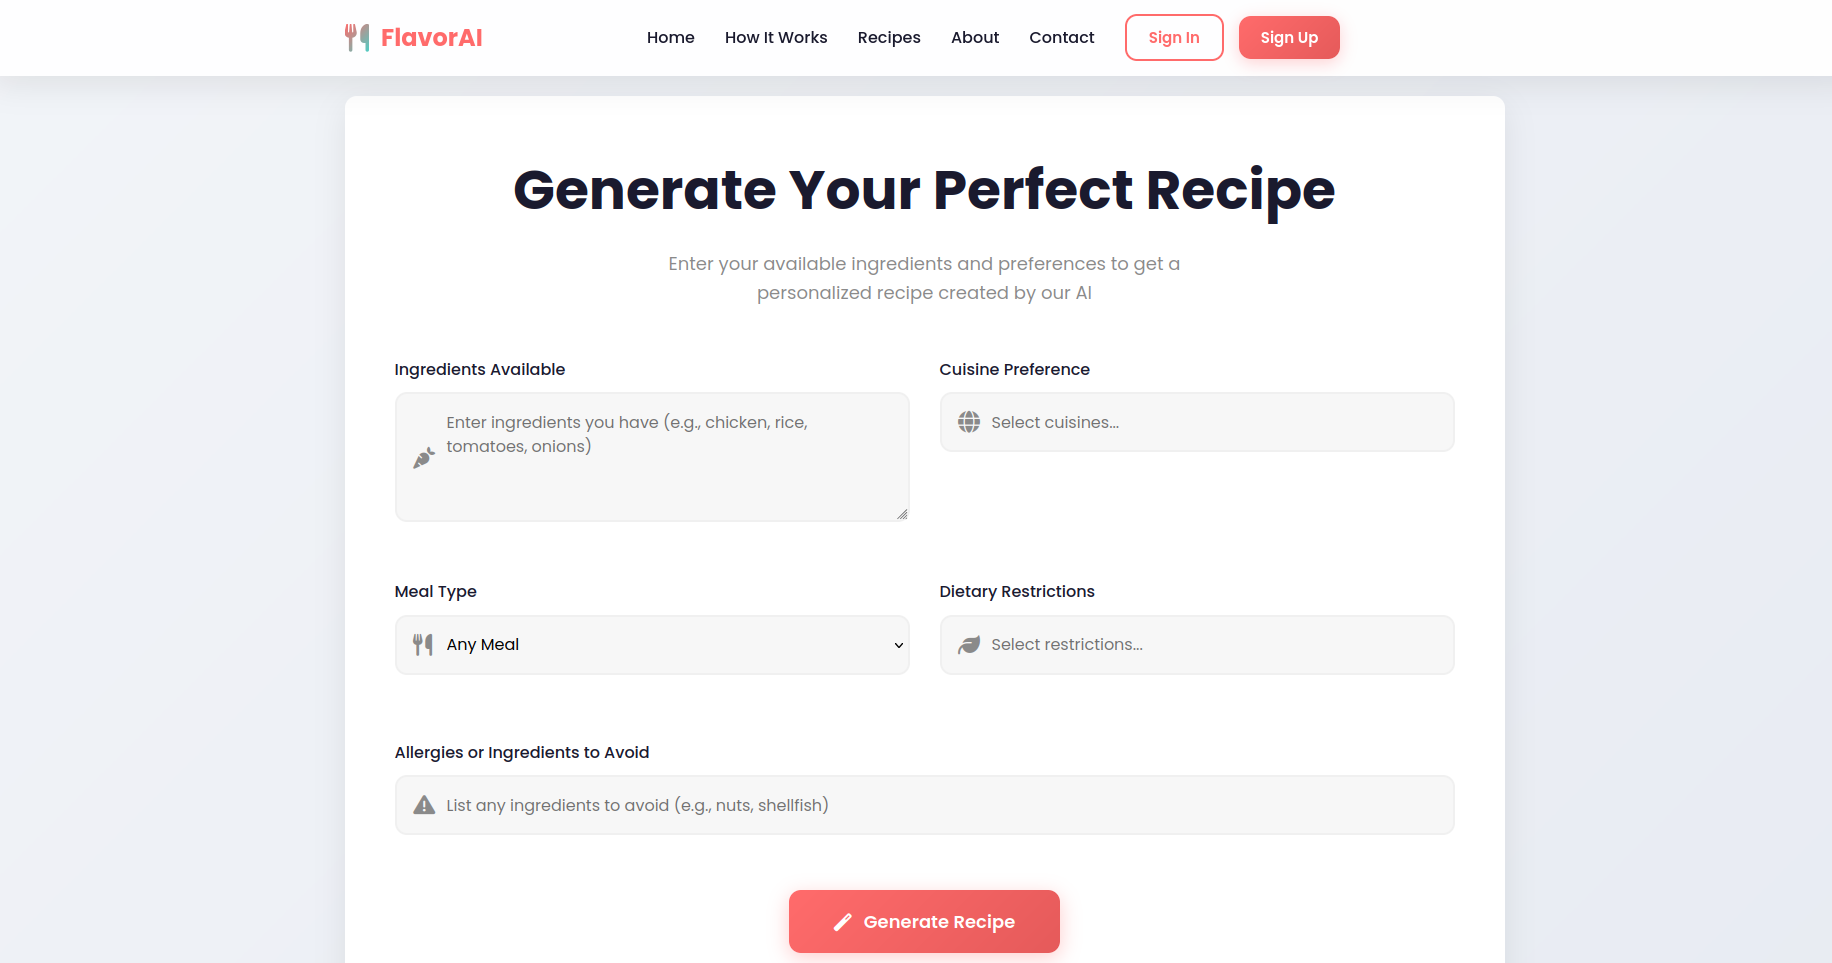 FlavorAI
Home
How It Works
Recipes
About
Contact
Sign In
Sign Up
Generate Your Perfect Recipe
Enter your available ingredients and preferences to get a
personalized recipe created by our AI
Ingredients Available
Enter ingredients you have (e.g., chicken, rice,
tomatoes, onions)
Cuisine Preference
Select cuisines...
Meal Type
Any Meal
Dietary Restrictions
Select restrictions...
Allergies or Ingredients to Avoid
List any ingredients to avoid (e.g., nuts, shellfish)
Generate Recipe